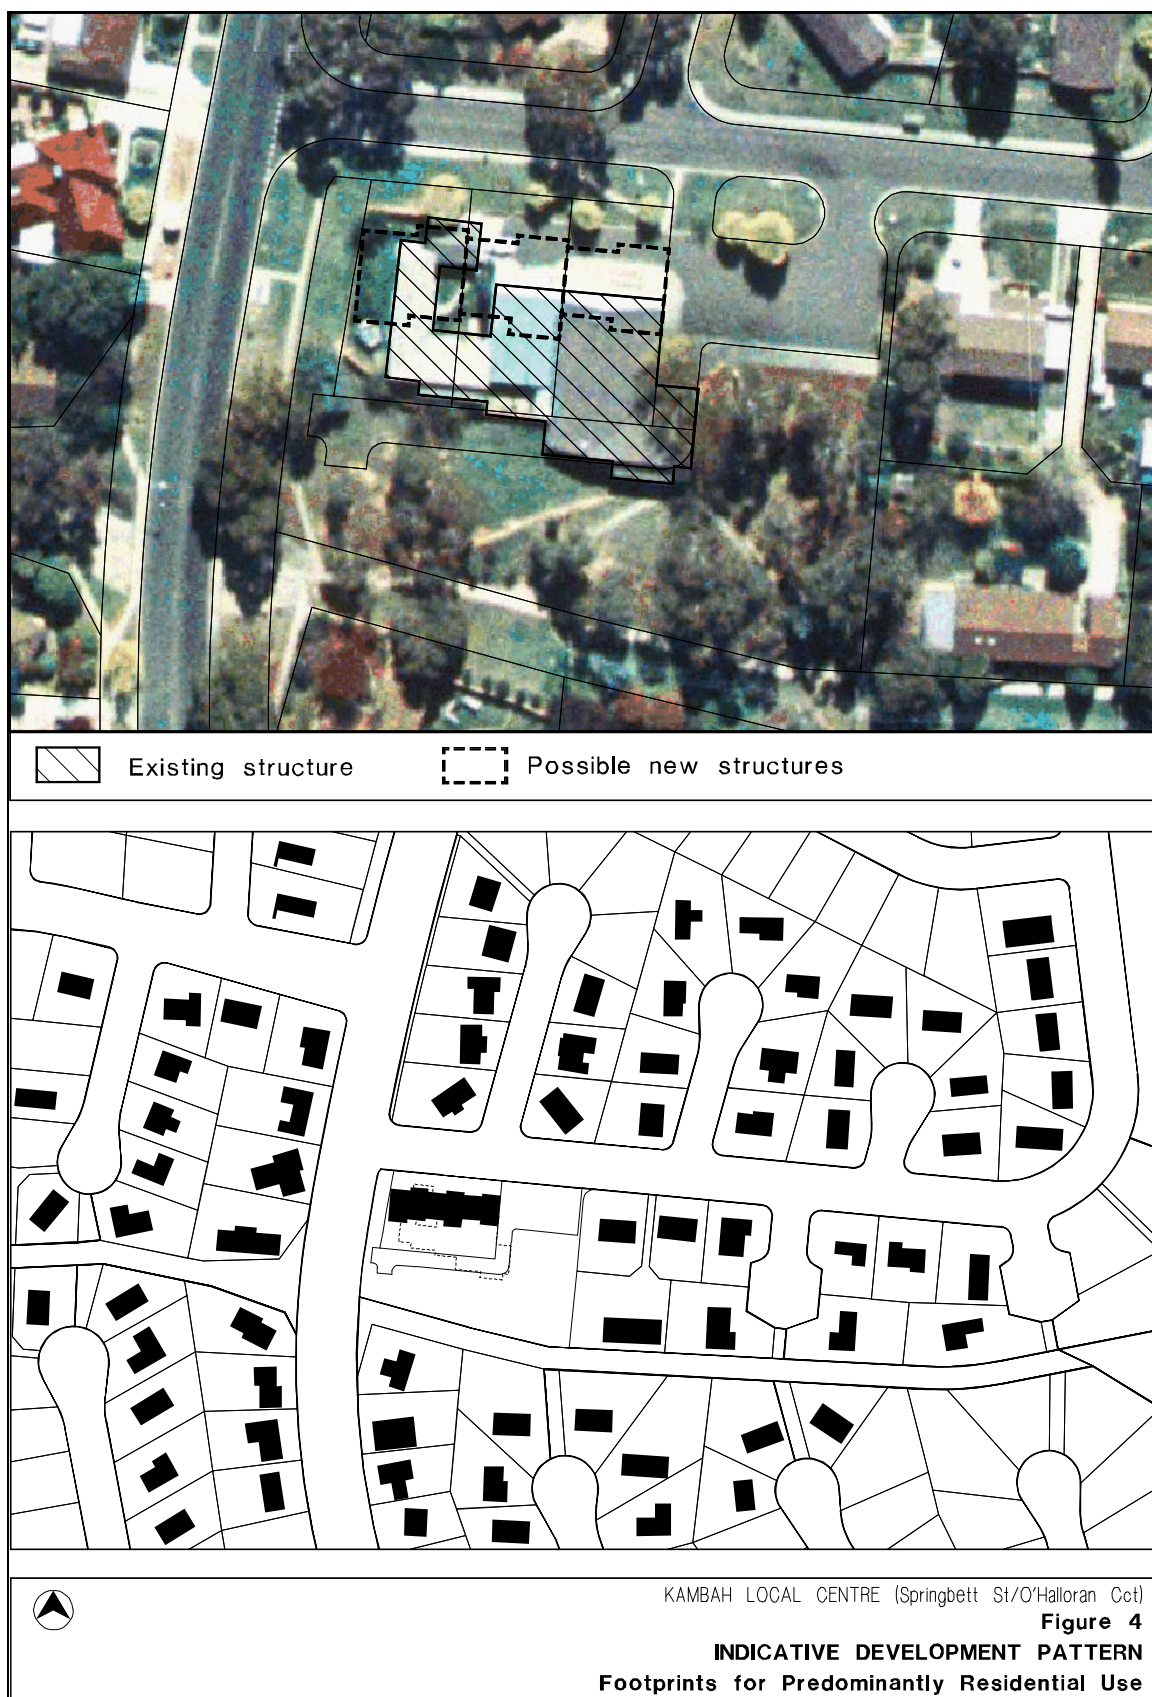 Existing structure
Possible new structures
KAMBAH LOCAL CENTRE (Springbett St/O'Halloran Cct)
Figure 4
INDICATIVE DEVELOPMENT PATTERN
Footprints for Predominantly Residential Use